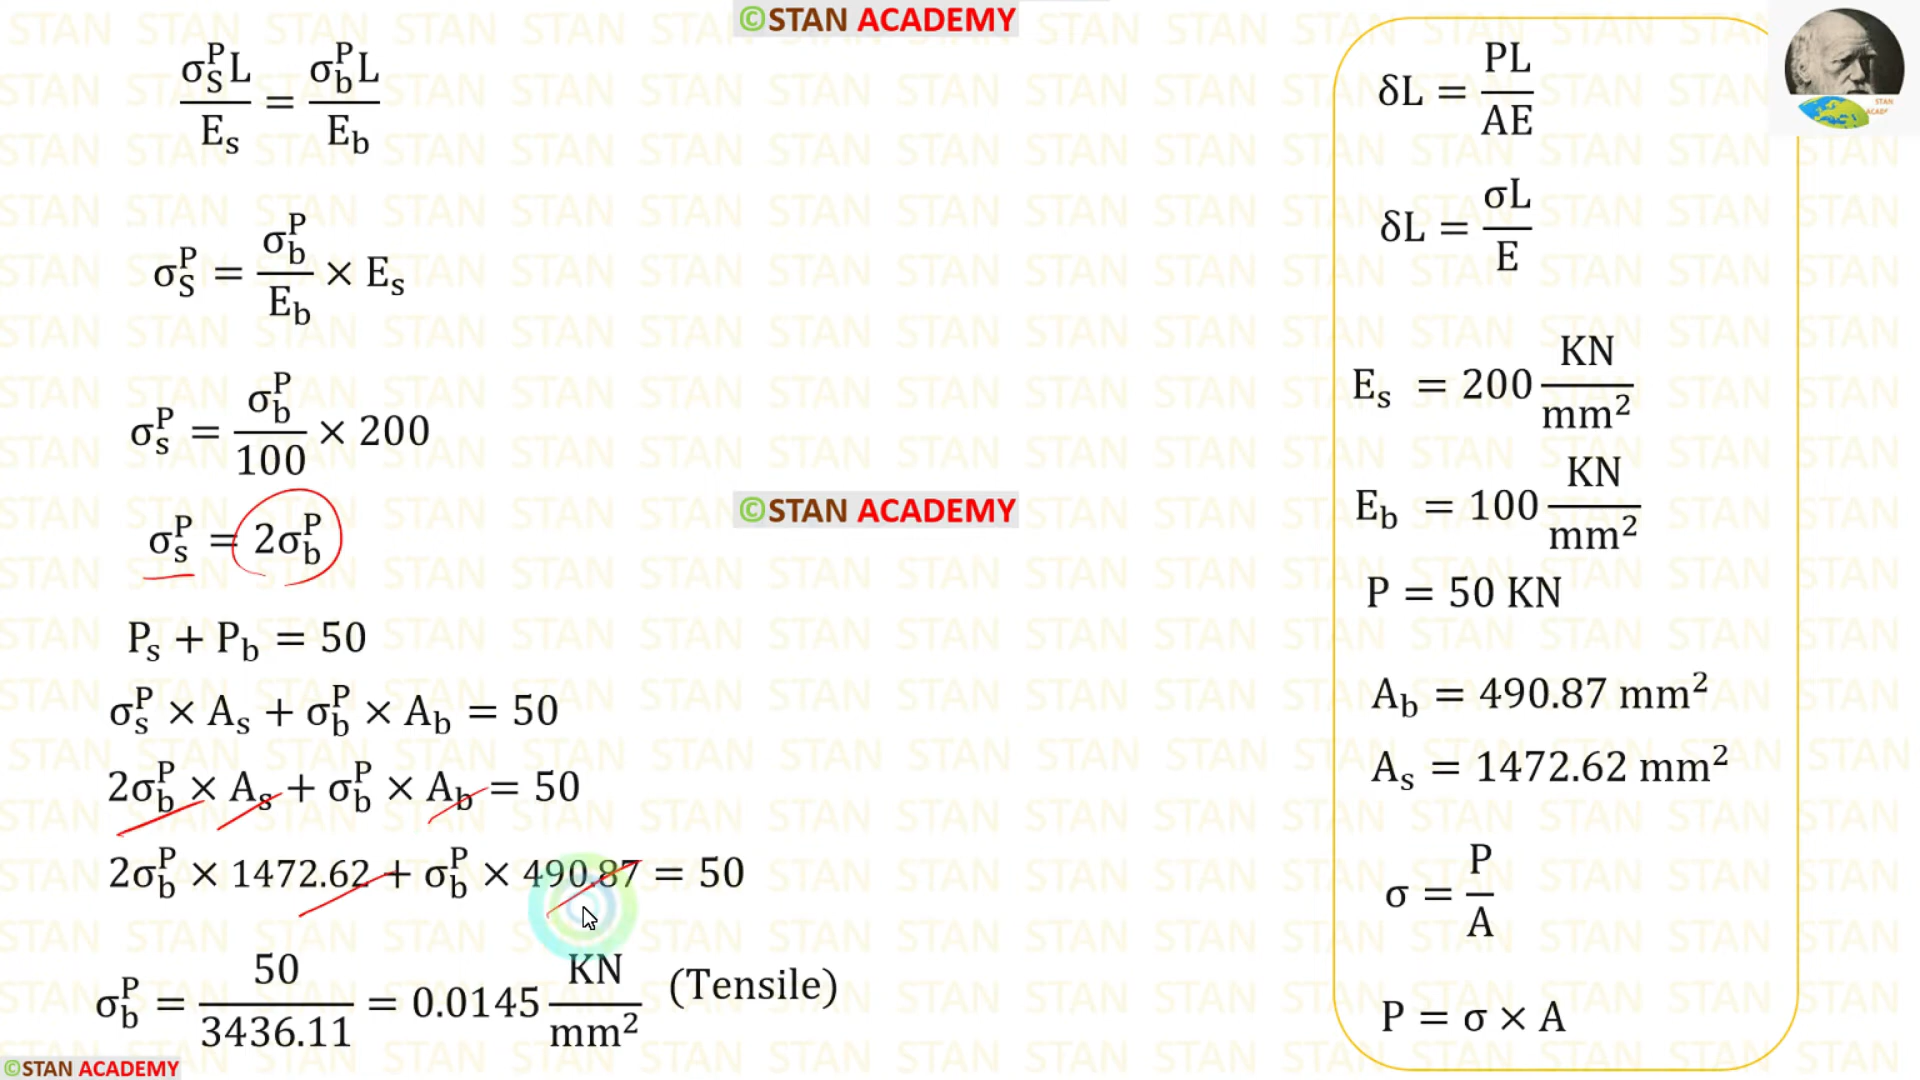 ©STAN ACADEMY
σ_S^P L / E_s = σ_b^P L / E_b
σ_S^P = σ_b^P / E_b × E_s
σ_s^P = σ_b^P / 100 × 200
σ_s^P = 2σ_b^P
©STAN ACADEMY
P_s + P_b = 50
σ_s^P × A_s + σ_b^P × A_b = 50
2σ_b^P × A_s + σ_b^P × A_b = 50
2σ_b^P × 1472.62 + σ_b^P × 490.87 = 50
σ_b^P = 50 / 3436.11 = 0.0145 KN / mm² (Tensile)
©STAN ACADEMY
δL = PL / AE
δL = σL / E
E_s = 200 KN / mm²
E_b = 100 KN / mm²
P = 50 KN
A_b = 490.87 mm²
A_s = 1472.62 mm²
σ = P / A
P = σ × A
STAN